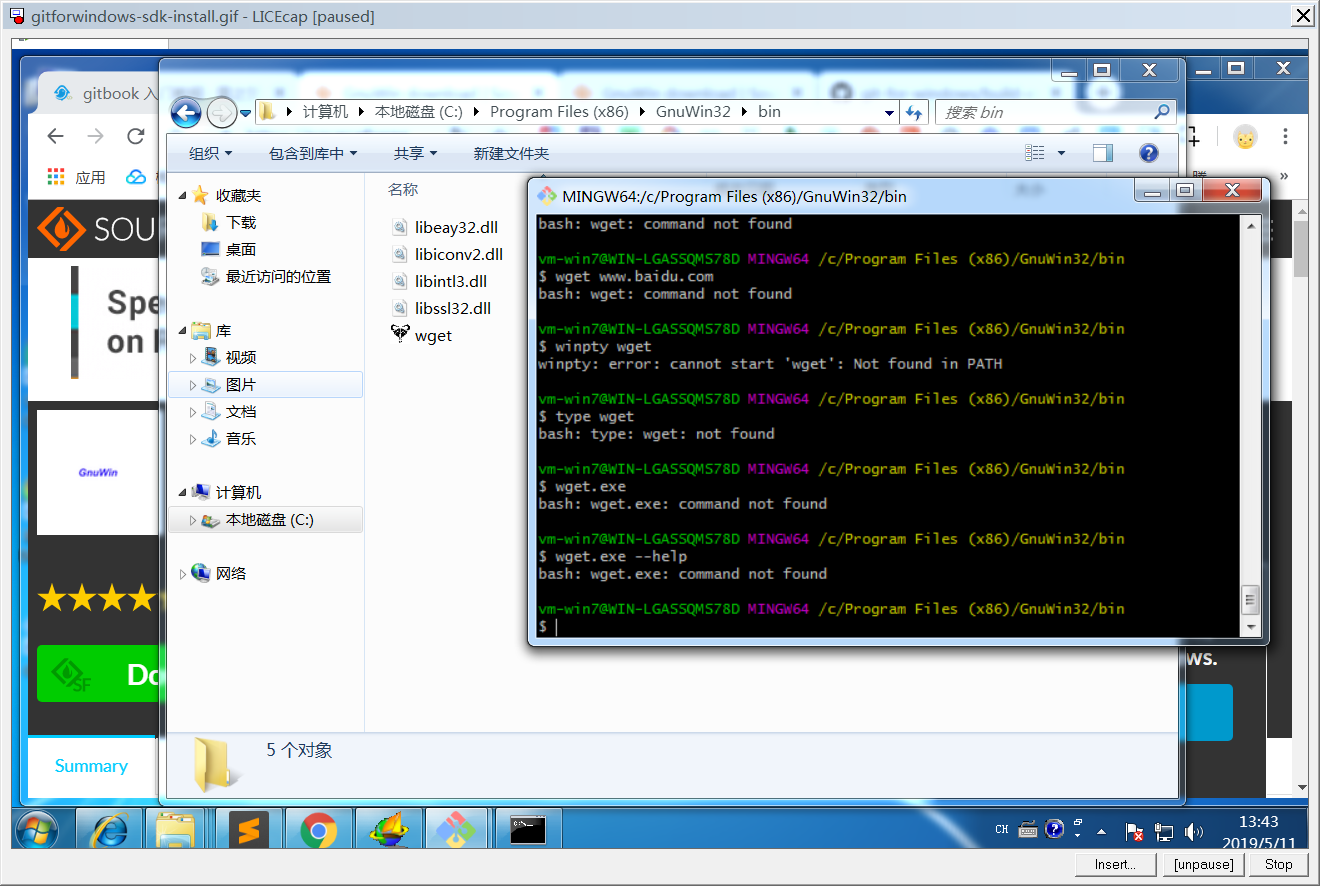 gitforwindows-sdk-install.gif - LICEcap [paused]
gitbook 入
计算机 本地磁盘 (C:) Program Files (x86) GnuWin32 bin
搜索 bin
组织 包含到库中 共享 新建文件夹
应用
SOU
名称
收藏夹
下载
桌面
最近访问的位置
库
视频
图片
文档
音乐
计算机
本地磁盘 (C:)
网络
libeay32.dll
libiconv2.dll
libintl3.dll
libssl32.dll
wget
MINGW64:/c/Program Files (x86)/GnuWin32/bin
bash: wget: command not found
vm-win7@WIN-LGASSQMS78D MINGW64 /c/Program Files (x86)/GnuWin32/bin
$ wget www.baidu.com
bash: wget: command not found
vm-win7@WIN-LGASSQMS78D MINGW64 /c/Program Files (x86)/GnuWin32/bin
$ winpty wget
winpty: error: cannot start 'wget': Not found in PATH
vm-win7@WIN-LGASSQMS78D MINGW64 /c/Program Files (x86)/GnuWin32/bin
$ type wget
bash: type: wget: not found
vm-win7@WIN-LGASSQMS78D MINGW64 /c/Program Files (x86)/GnuWin32/bin
$ wget.exe
bash: wget.exe: command not found
vm-win7@WIN-LGASSQMS78D MINGW64 /c/Program Files (x86)/GnuWin32/bin
$ wget.exe --help
bash: wget.exe: command not found
vm-win7@WIN-LGASSQMS78D MINGW64 /c/Program Files (x86)/GnuWin32/bin
$
Spe
on
GnuWin
SF
Do
ws.
Summary
5 个对象
CH
13:43
2019/5/11
Insert... [unpause] Stop